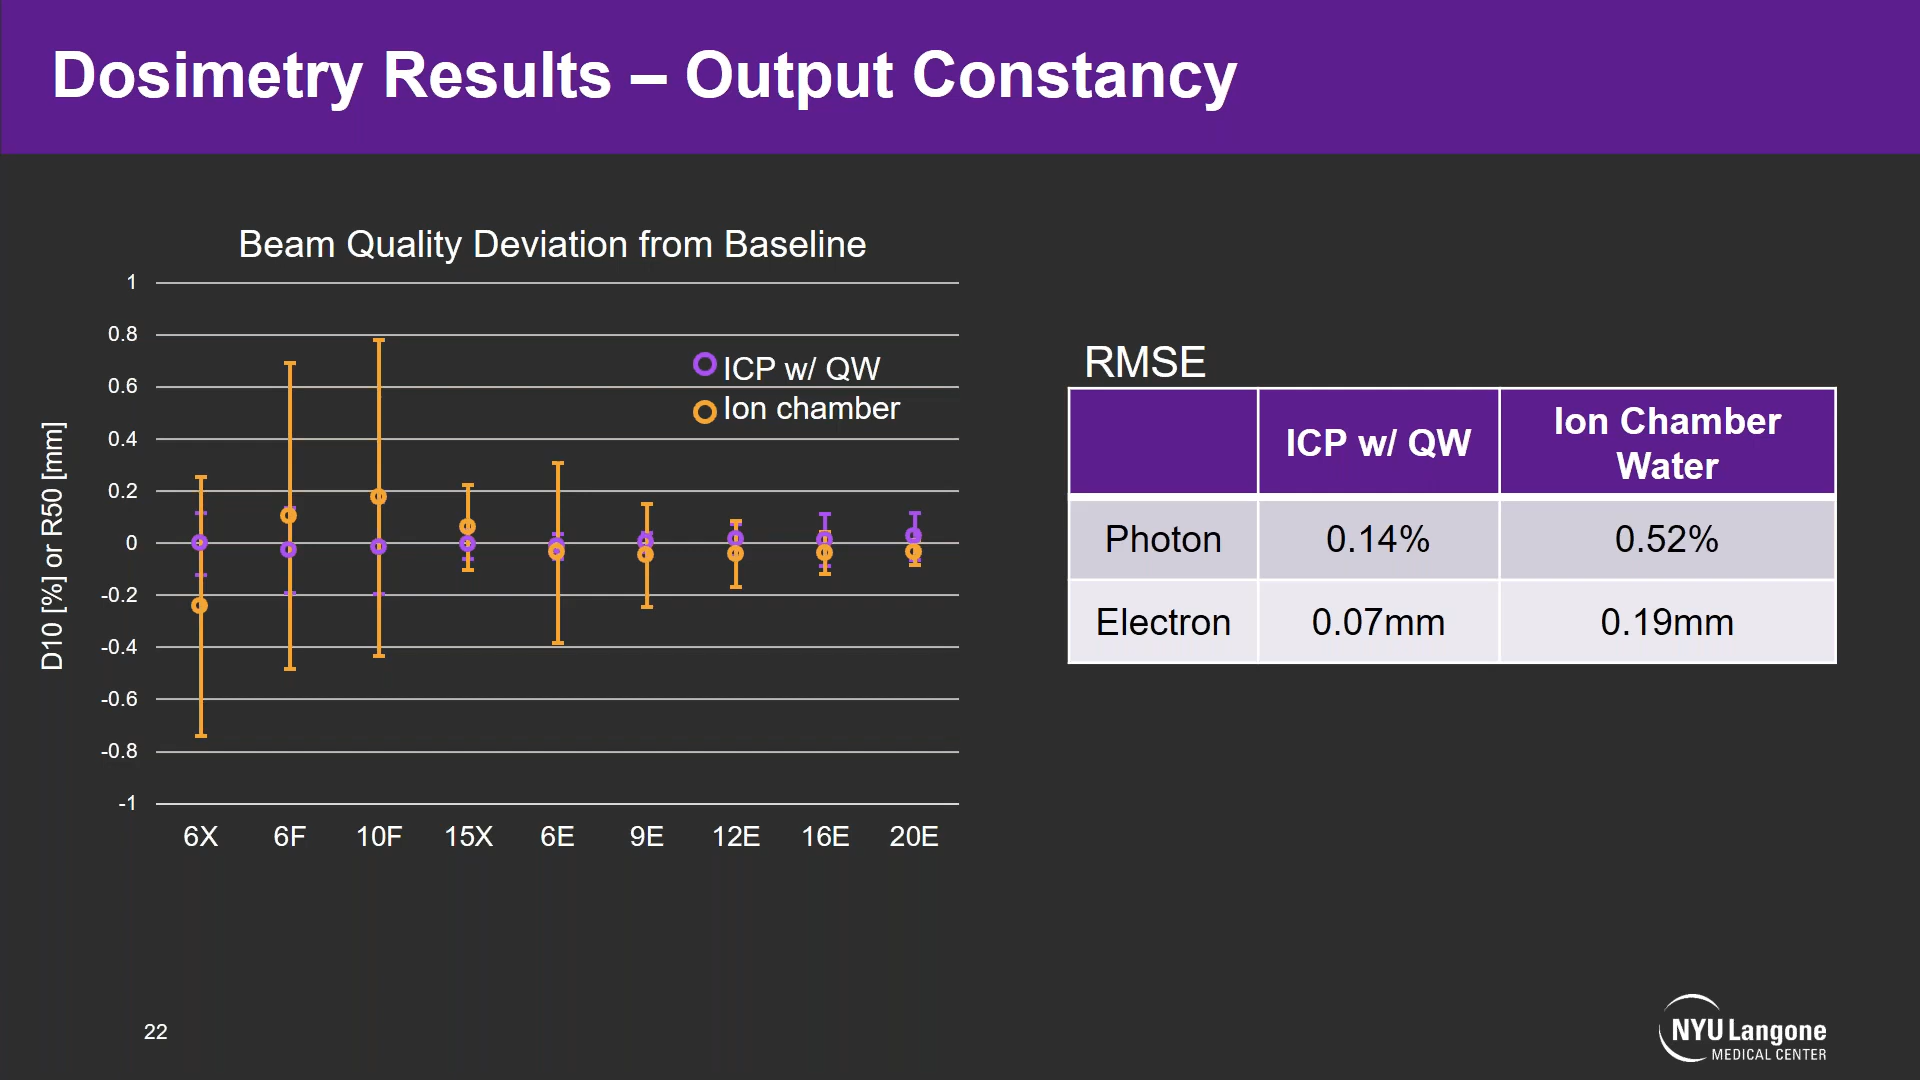 Dosimetry Results – Output Constancy
Beam Quality Deviation from Baseline
1
0.8
0.6
0.4
0.2
0
-0.2
-0.4
-0.6
-0.8
-1
D10 [%] or R50 [mm]
ICP w/ QW
Ion chamber
6X 6F 10F 15X 6E 9E 12E 16E 20E
RMSE
ICP w/ QW
Ion Chamber
Water
Photon 0.14% 0.52%
Electron 0.07mm 0.19mm
22
NYU Langone
MEDICAL CENTER